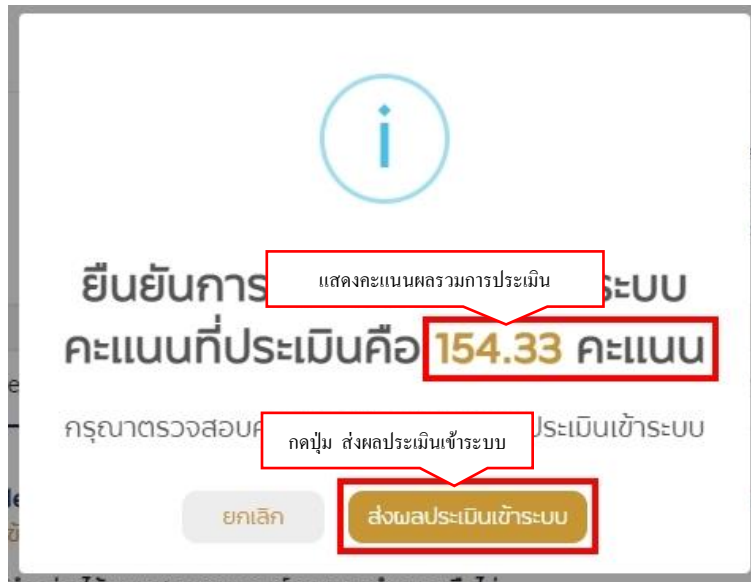 i
ยืนยันการ
แสดงคะแนนผลรวมการประเมิน
ระบบ
คะแนนที่ประเมินคือ 154.33 คะแนน
กรุณาตรวจสอบ
กดปุ่ม ส่งผลประเมินเข้าระบบ
ประเมินเข้าระบบ
ยกเลิก
ส่งผลประเมินเข้าระบบ